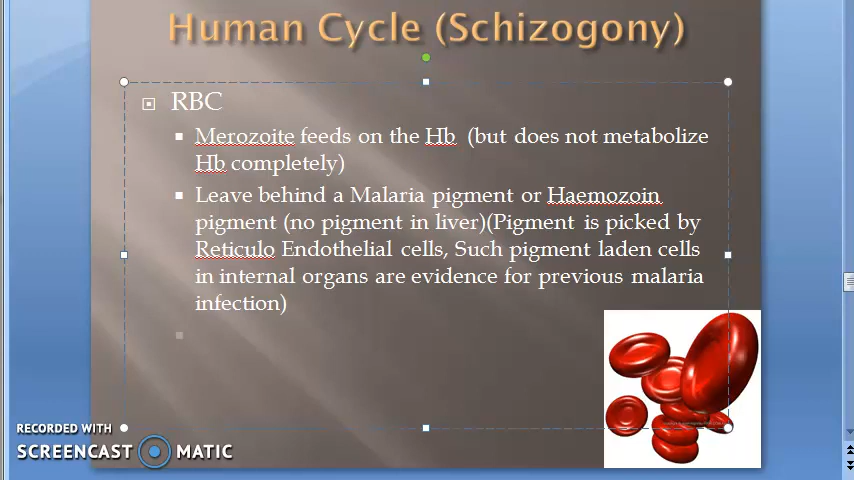 Human Cycle (Schizogony)
RBC
Merozoite feeds on the Hb (but does not metabolize
Hb completely)
Leave behind a Malaria pigment or Haemozoin
pigment (no pigment in liver)(Pigment is picked by
Reticulo Endothelial cells, Such pigment laden cells
in internal organs are evidence for previous malaria
infection)
RECORDED WITH
SCREENCAST MATIC